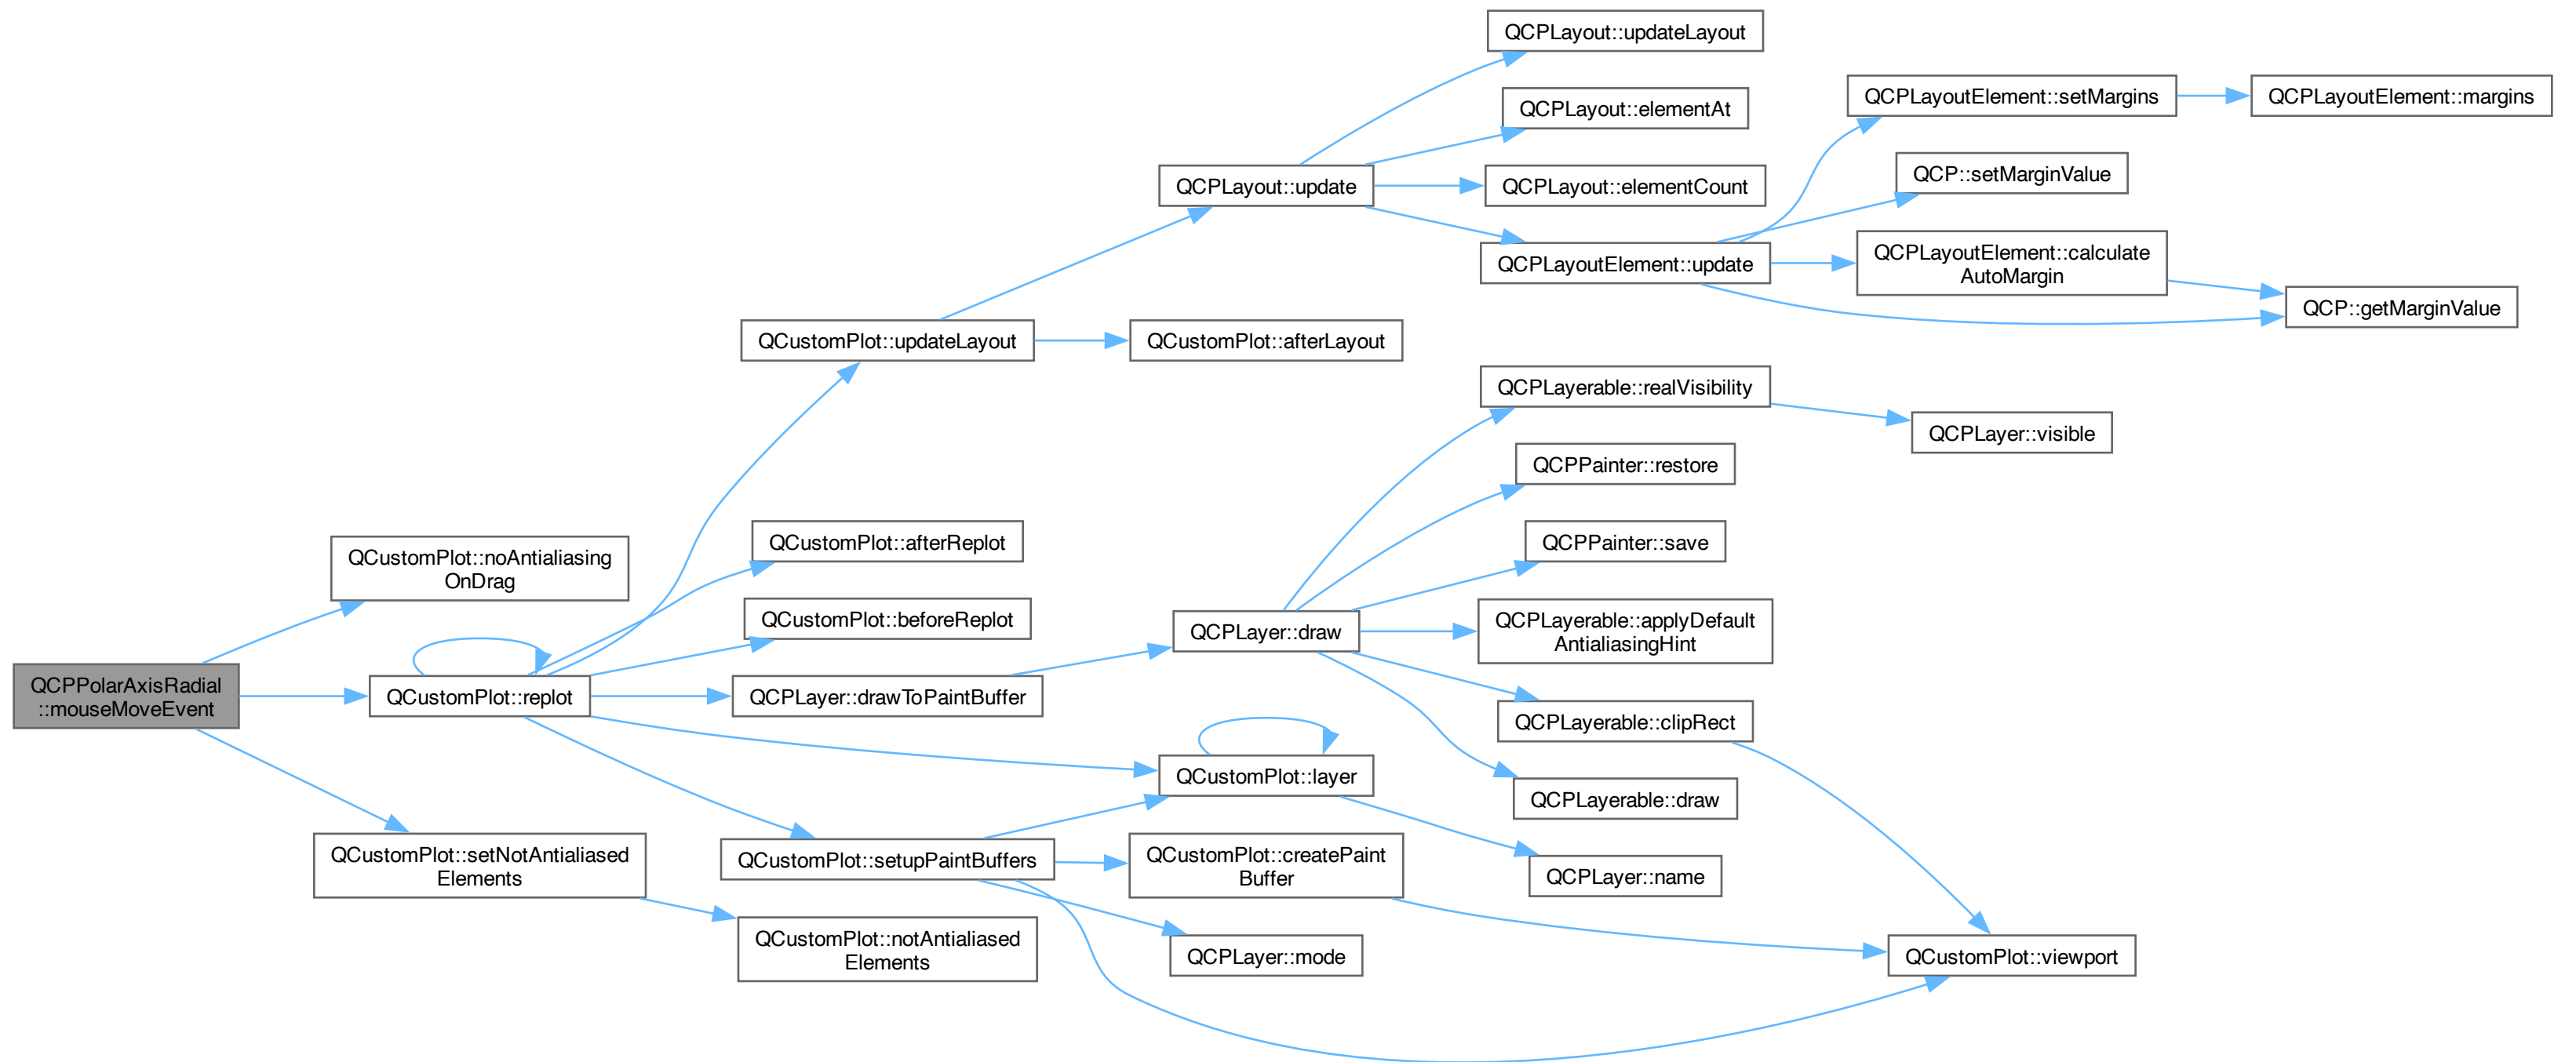 QCPPolarAxisRadial
::mouseMoveEvent
QCustomPlot::noAntialiasing
OnDrag
QCustomPlot::replot
QCustomPlot::setNotAntialiased
Elements
QCustomPlot::updateLayout
QCustomPlot::afterReplot
QCustomPlot::beforeReplot
QCPLayer::drawToPaintBuffer
QCustomPlot::setupPaintBuffers
QCustomPlot::notAntialiased
Elements
QCPLayout::update
QCustomPlot::afterLayout
QCPLayer::draw
QCustomPlot::layer
QCustomPlot::createPaint
Buffer
QCPLayer::mode
QCPLayout::updateLayout
QCPLayout::elementAt
QCPLayout::elementCount
QCPLayoutElement::update
QCPLayerable::realVisibility
QCPPainter::restore
QCPPainter::save
QCPLayerable::applyDefault
AntialiasingHint
QCPLayerable::clipRect
QCPLayerable::draw
QCPLayer::name
QCPLayoutElement::setMargins
QCP::setMarginValue
QCPLayoutElement::calculate
AutoMargin
QCPLayer::visible
QCustomPlot::viewport
QCPLayoutElement::margins
QCP::getMarginValue